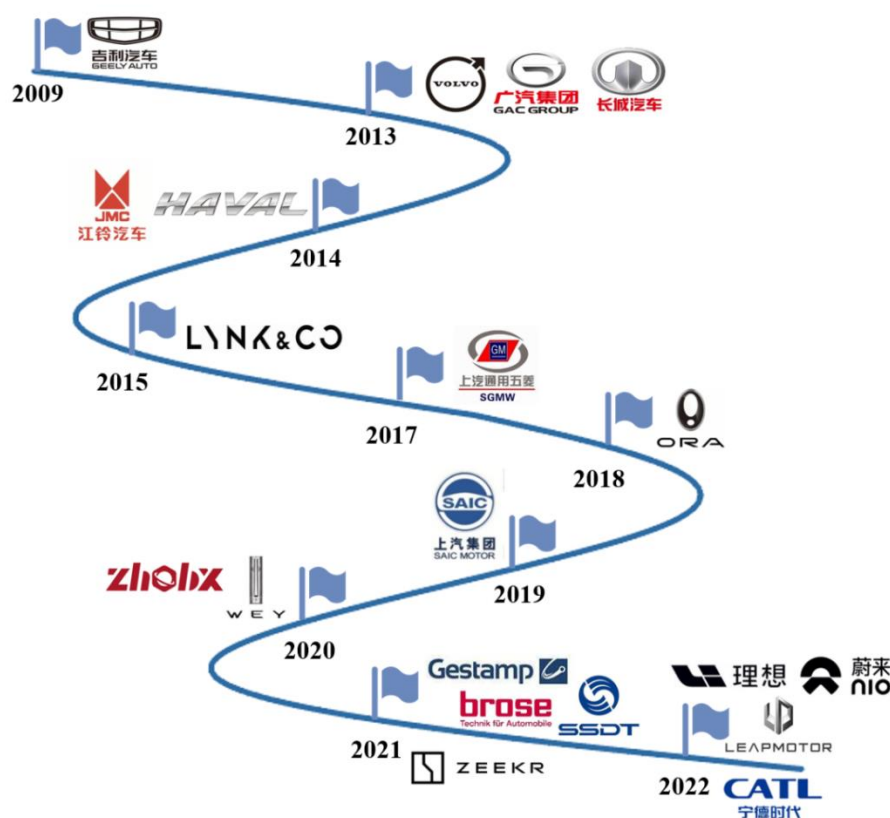 吉利汽车
GEELY AUTO
2009
VOLVO
广汽集团
GAC GROUP
长城汽车
2013
JMC
江铃汽车
HAVAL
2014
LYNK&CO
2015
GM
上汽通用五菱
SGMW
2017
ORA
2018
SAIC
上汽集团
SAIC MOTOR
2019
WEY
2020
Gestamp
brose
Technik für Automobile
SSDT
2021
ZEEKR
理想
蔚来
NIO
LEAPMOTOR
2022
CATL
宁德时代